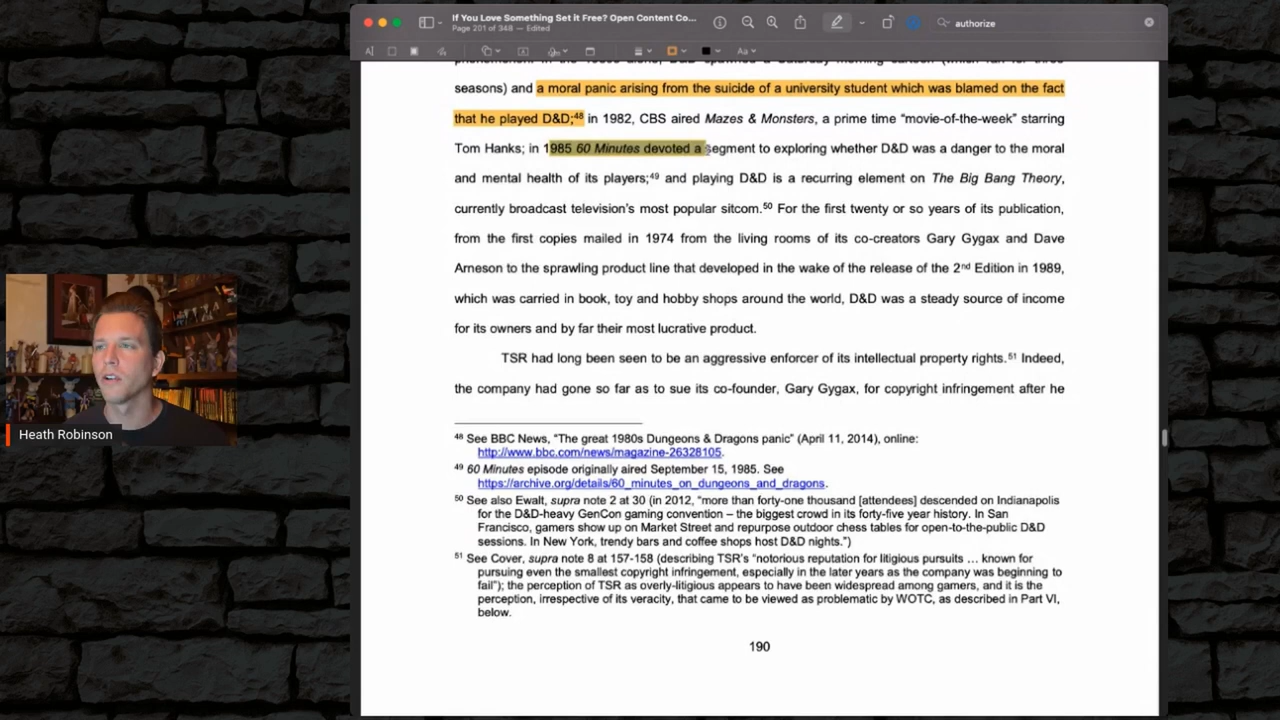 If You Love Something Set it Free? Open Content Co...
Page 201 of 348 — Edited
authorize
seasons) and a moral panic arising from the suicide of a university student which was blamed on the fact
that he played D&D;48 in 1982, CBS aired Mazes & Monsters, a prime time “movie-of-the-week” starring
Tom Hanks; in 1985 60 Minutes devoted a segment to exploring whether D&D was a danger to the moral
and mental health of its players;49 and playing D&D is a recurring element on The Big Bang Theory,
currently broadcast television’s most popular sitcom.50 For the first twenty or so years of its publication,
from the first copies mailed in 1974 from the living rooms of its co-creators Gary Gygax and Dave
Arneson to the sprawling product line that developed in the wake of the release of the 2nd Edition in 1989,
which was carried in book, toy and hobby shops around the world, D&D was a steady source of income
for its owners and by far their most lucrative product.
TSR had long been seen to be an aggressive enforcer of its intellectual property rights.51 Indeed,
the company had gone so far as to sue its co-founder, Gary Gygax, for copyright infringement after he
48 See BBC News, “The great 1980s Dungeons & Dragons panic” (April 11, 2014), online:
http://www.bbc.com/news/magazine-26328105.
49 60 Minutes episode originally aired September 15, 1985. See
https://archive.org/details/60_minutes_on_dungeons_and_dragons.
50 See also Ewalt, supra note 2 at 30 (in 2012, “more than forty-one thousand [attendees] descended on Indianapolis
for the D&D-heavy GenCon gaming convention – the biggest crowd in its forty-five year history. In San
Francisco, gamers show up on Market Street and repurpose outdoor chess tables for open-to-the-public D&D
sessions. In New York, trendy bars and coffee shops host D&D nights.”)
51 See Cover, supra note 8 at 157-158 (describing TSR’s “notorious reputation for litigious pursuits … known for
pursuing even the smallest copyright infringement, especially in the later years as the company was beginning to
fail”); the perception of TSR as overly-litigious appears to have been widespread among gamers, and it is the
perception, irrespective of its veracity, that came to be viewed as problematic by WOTC, as described in Part VI,
below.
190
Heath Robinson